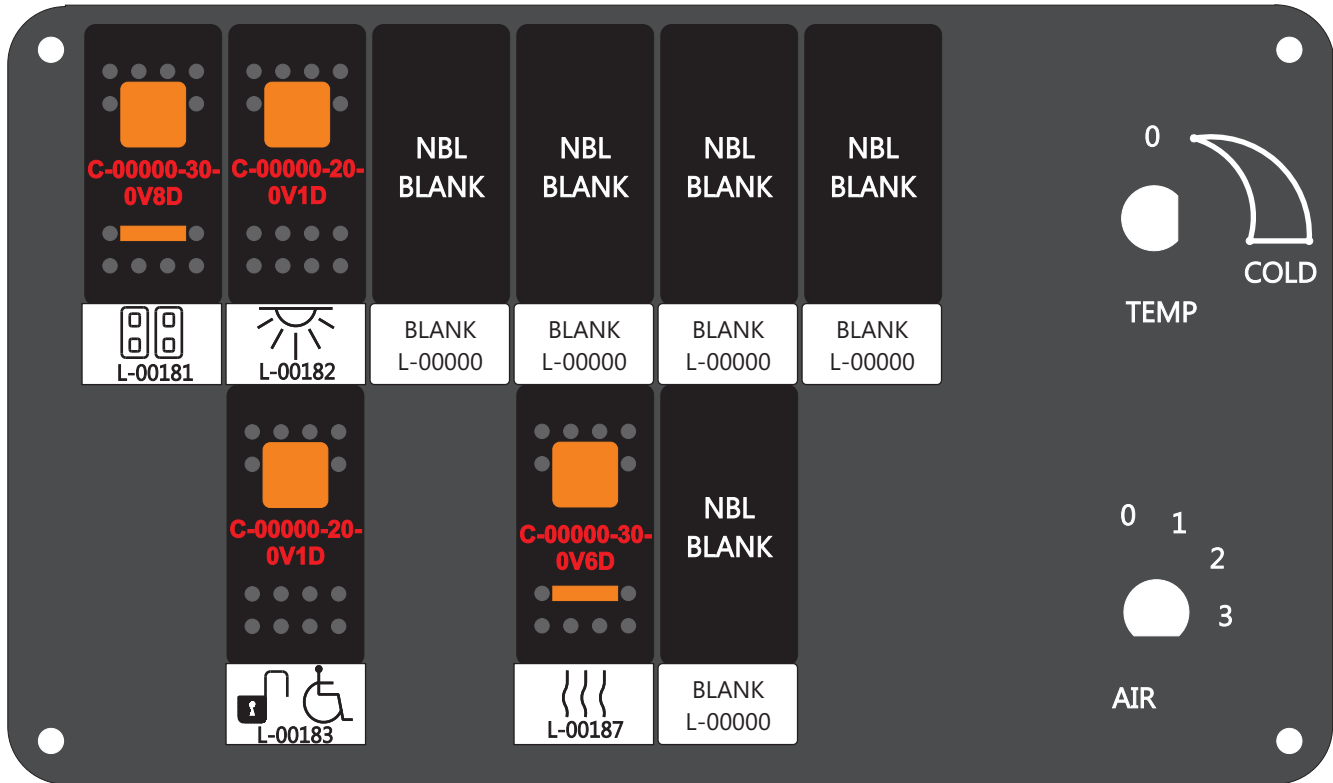 C-00000-30-
0V8D
C-00000-20-
0V1D
NBL
BLANK
NBL
BLANK
NBL
BLANK
NBL
BLANK
0
COLD
TEMP
L-00181
L-00182
BLANK
L-00000
BLANK
L-00000
BLANK
L-00000
BLANK
L-00000
C-00000-20-
0V1D
C-00000-30-
0V6D
NBL
BLANK
0
1
2
3
AIR
L-00183
L-00187
BLANK
L-00000